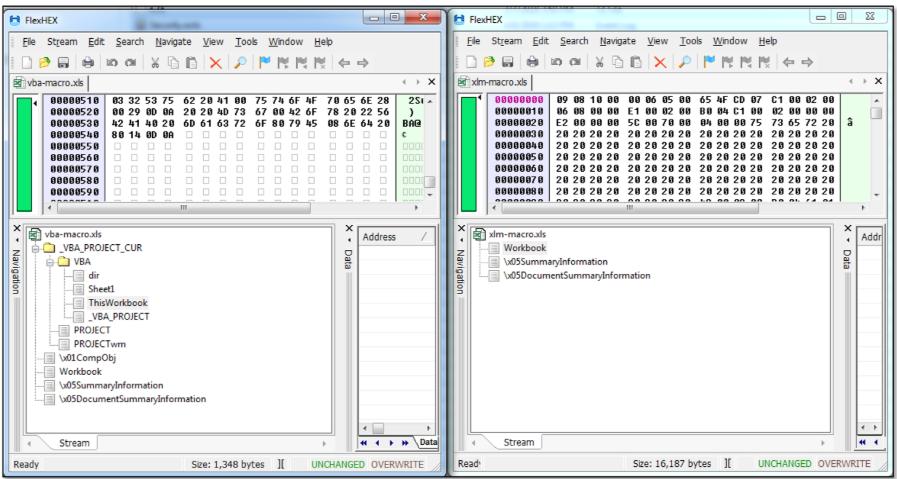 FlexHEX
File Stream Edit Search Navigate View Tools Window Help
vba-macro.xls
00000510 03 32 53 75 62 20 41 00 75 74 6F 4F 70 65 6E 28 2Su
00000520 00 29 0D 0A 20 20 4D 73 67 00 42 6F 78 20 22 56 )
00000530 42 41 40 20 6D 61 63 72 6F 80 79 45 08 6E 64 20 BA@
00000540 80 14 0D 0A c
00000550
00000560
00000570
00000580
00000590
Navigation
vba-macro.xls
_VBA_PROJECT_CUR
VBA
dir
Sheet1
ThisWorkbook
_VBA_PROJECT
PROJECT
PROJECTwm
\x01CompObj
Workbook
\x05SummaryInformation
\x05DocumentSummaryInformation
Stream
Data
Address /
Data
Ready Size: 1,348 bytes ][ UNCHANGED OVERWRITE
FlexHEX
File Stream Edit Search Navigate View Tools Window Help
xlm-macro.xls
00000000 09 08 10 00 00 06 05 00 65 4F CD 07 C1 00 02 00
00000010 06 08 00 00 E1 00 02 00 B0 04 C1 00 02 00 00 00
00000020 E2 00 00 00 5C 00 70 00 04 00 00 75 73 65 72 20 â
00000030 20 20 20 20 20 20 20 20 20 20 20 20 20 20 20 20
00000040 20 20 20 20 20 20 20 20 20 20 20 20 20 20 20 20
00000050 20 20 20 20 20 20 20 20 20 20 20 20 20 20 20 20
00000060 20 20 20 20 20 20 20 20 20 20 20 20 20 20 20 20
00000070 20 20 20 20 20 20 20 20 20 20 20 20 20 20 20 20
00000080 20 20 20 20 20 20 20 20 20 20 20 20 20 20 20 20
Navigation
xlm-macro.xls
Workbook
\x05SummaryInformation
\x05DocumentSummaryInformation
Stream
Data
Addr
Ready Size: 16,187 bytes ][ UNCHANGED OVERWRITE